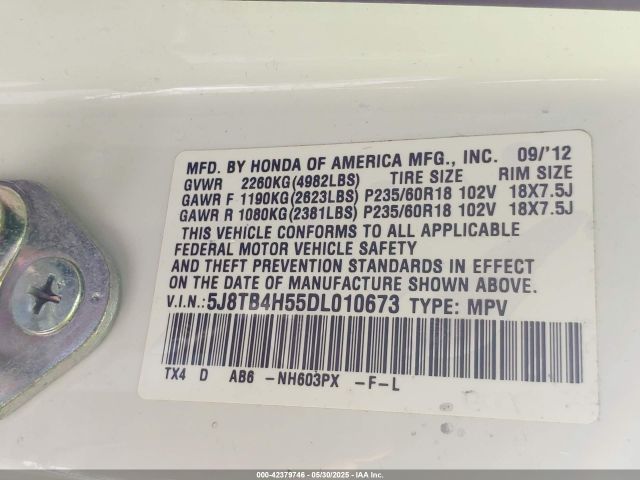 MFD. BY HONDA OF AMERICA MFG., INC. 09/'12
GVWR 2260KG(4982LBS) TIRE SIZE RIM SIZE
GAWR F 1190KG(2623LBS) P235/60R18 102V 18X7.5J
GAWR R 1080KG(2381LBS) P235/60R18 102V 18X7.5J
THIS VEHICLE CONFORMS TO ALL APPLICABLE
FEDERAL MOTOR VEHICLE SAFETY
AND THEFT PREVENTION STANDARDS IN EFFECT
ON THE DATE OF MANUFACTURE SHOWN ABOVE.
V.I.N.:5J8TB4H55DL010673 TYPE: MPV
TX4 D AB6 -NH603PX -F-L
000-42379746 - 05/30/2025 - IAA Inc.